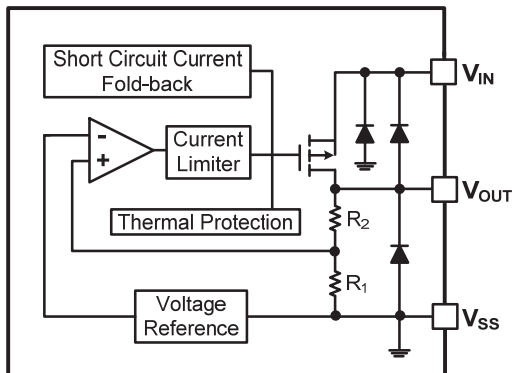 Short Circuit Current
Fold-back
V_IN
-
+
Current
Limiter
V_OUT
Thermal Protection
R_2
R_1
Voltage
Reference
V_SS